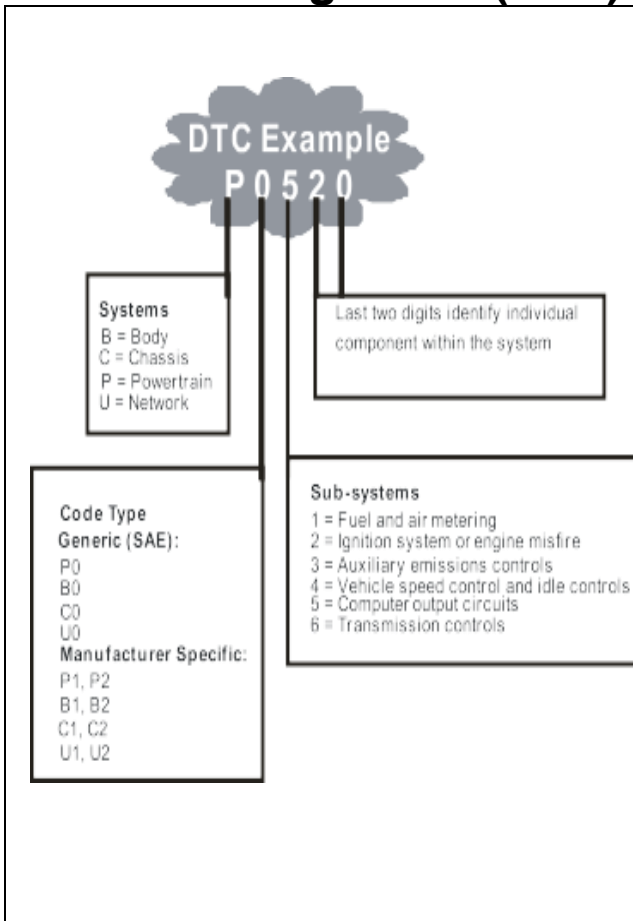 DTC Example
P 0 5 2 0
Systems
B = Body
C = Chassis
P = Powertrain
U = Network
Last two digits identify individual
component within the system
Code Type
Generic (SAE):
P0
B0
C0
U0
Manufacturer Specific:
P1, P2
B1, B2
C1, C2
U1, U2
Sub-systems
1 = Fuel and air metering
2 = Ignition system or engine misfire
3 = Auxiliary emissions controls
4 = Vehicle speed control and idle controls
5 = Computer output circuits
6 = Transmission controls